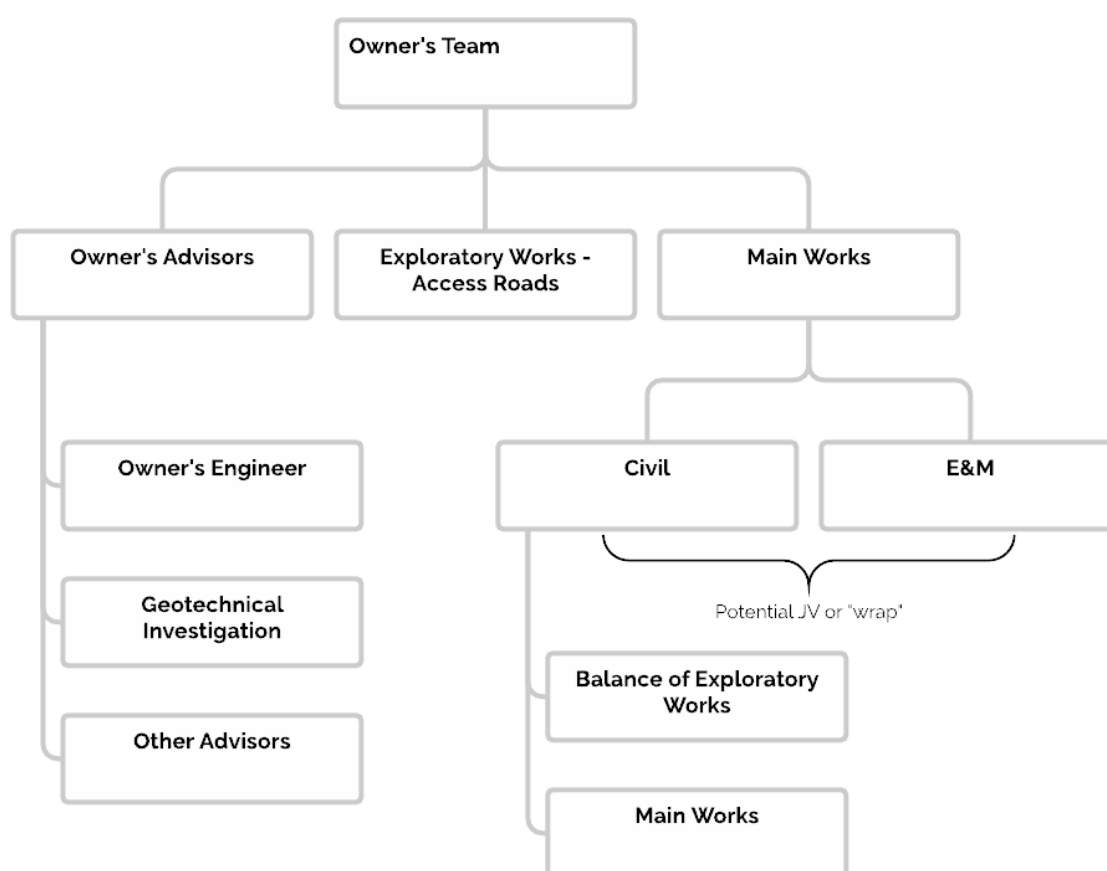 Owner's Team
Owner's Advisors
Exploratory Works -
Access Roads
Main Works
Owner's Engineer
Civil
E&M
Geotechnical
Investigation
Potential JV or "wrap"
Balance of Exploratory
Works
Other Advisors
Main Works